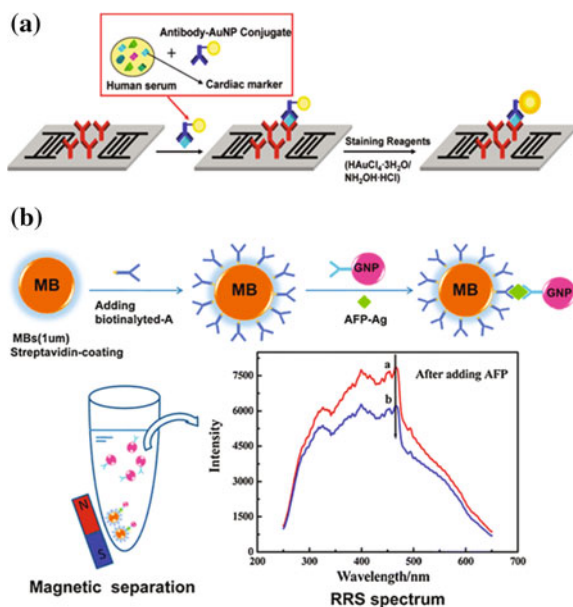 (a)
Antibody-AuNP Conjugate
+
Human serum
Cardiac marker
Staining Reagents
(HAuCl4·3H2O/
NH2OH·HCl)
(b)
MB
MBs(1um)
Streptavidin-coating
Adding
biotinalyted-A
MB
GNP
AFP-Ag
MB
GNP
N
S
MB
MB
Magnetic separation
Intensity
7500
6000
4500
3000
1500
200
300
400
500
600
700
a
b
After adding AFP
Wavelength/nm
RRS spectrum